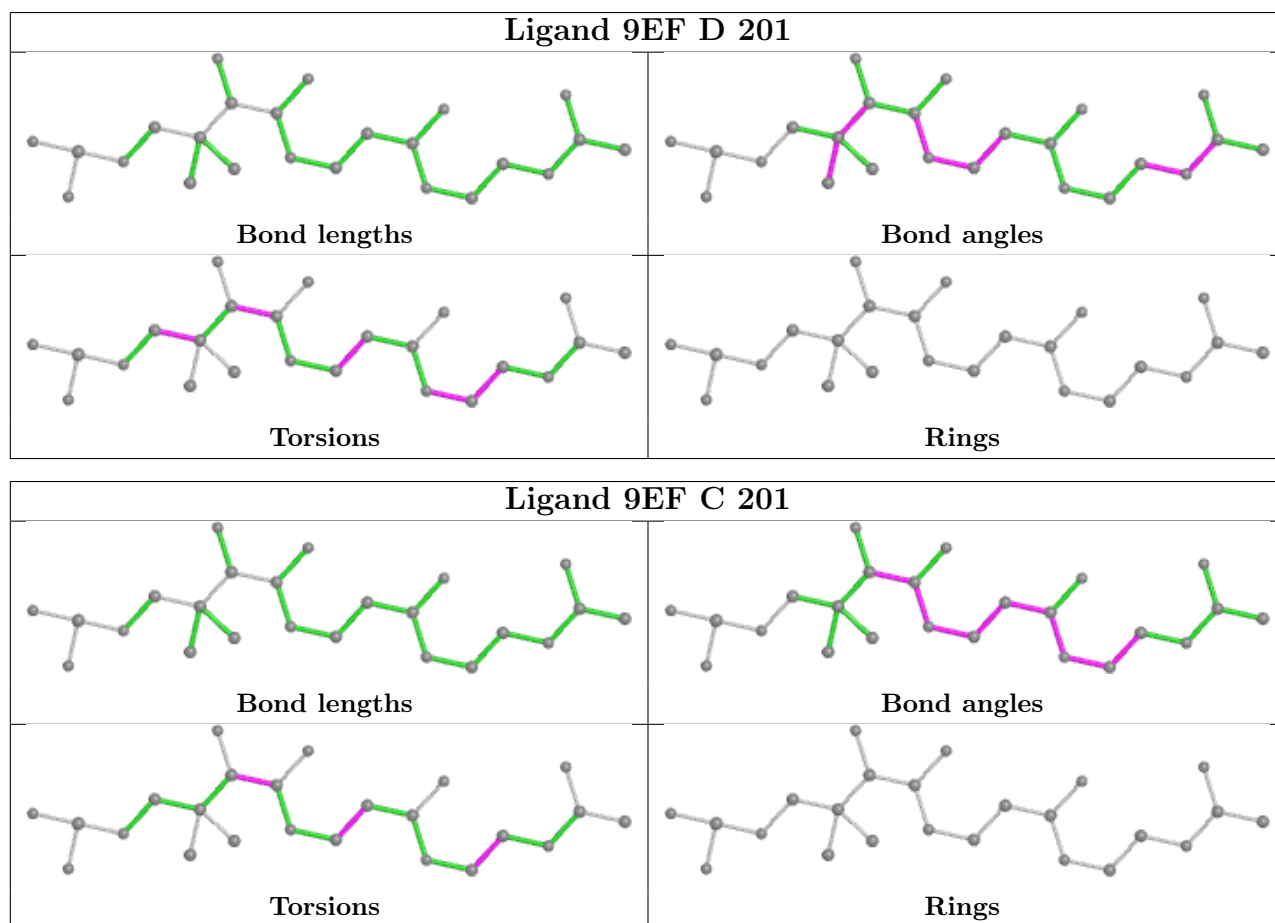 Ligand 9EF D 201
Bond lengths
Bond angles
Torsions
Rings
Ligand 9EF C 201
Bond lengths
Bond angles
Torsions
Rings